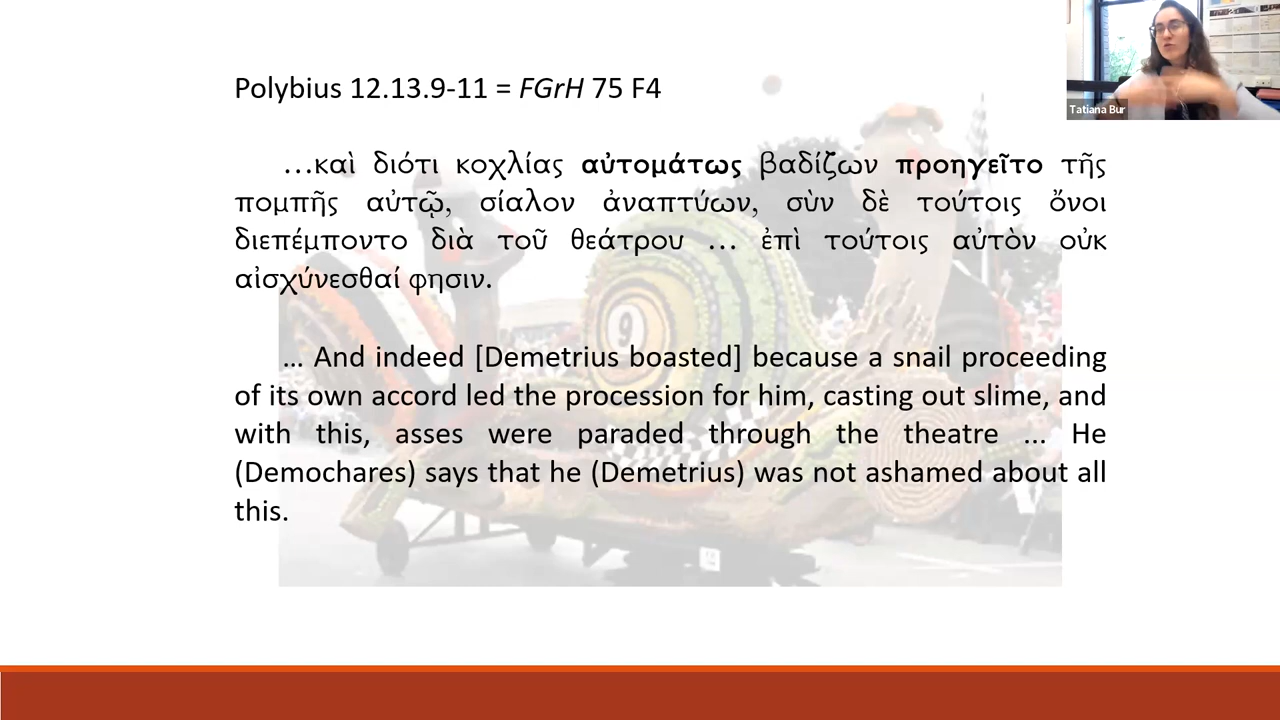 Polybius 12.13.9-11 = FGrH 75 F4
Tatiana Bur
…καὶ διότι κοχλίας αὐτομάτως βαδίζων προηγεῖτο τῆς
πομπῆς αὐτῷ, σίαλον ἀναπτύων, σὺν δὲ τούτοις ὄνοι
διεπέμποντο διὰ τοῦ θεάτρου … ἐπὶ τούτοις αὐτὸν οὐκ
αἰσχύνεσθαί φησιν.
9
… And indeed [Demetrius boasted] because a snail proceeding
of its own accord led the procession for him, casting out slime, and
with this, asses were paraded through the theatre ... He
(Demochares) says that he (Demetrius) was not ashamed about all
this.